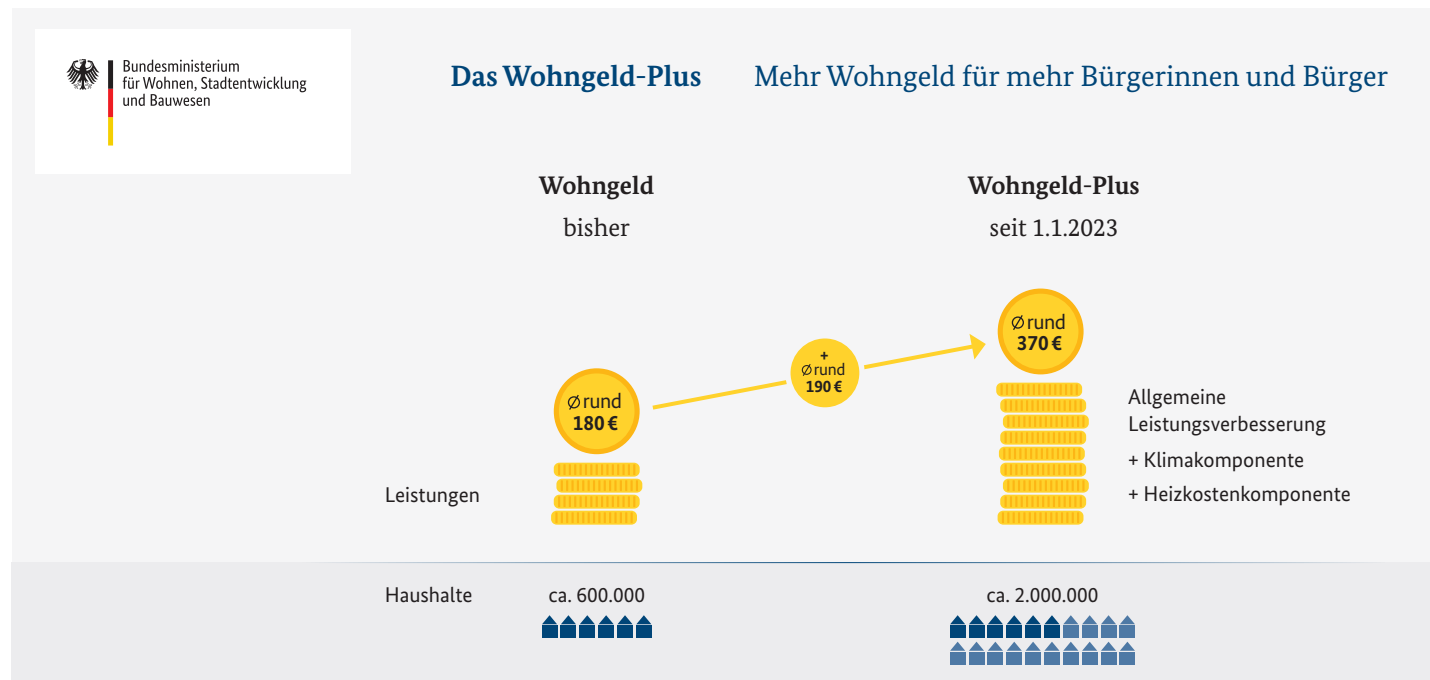 Bundesministerium
für Wohnen, Stadtentwicklung
und Bauwesen
Das Wohngeld-Plus Mehr Wohngeld für mehr Bürgerinnen und Bürger
Wohngeld
bisher
Wohngeld-Plus
seit 1.1.2023
Ø rund
180 €
+
Ø rund
190 €
Ø rund
370 €
Allgemeine
Leistungsverbesserung
+ Klimakomponente
+ Heizkostenkomponente
Leistungen
Haushalte
ca. 600.000
ca. 2.000.000